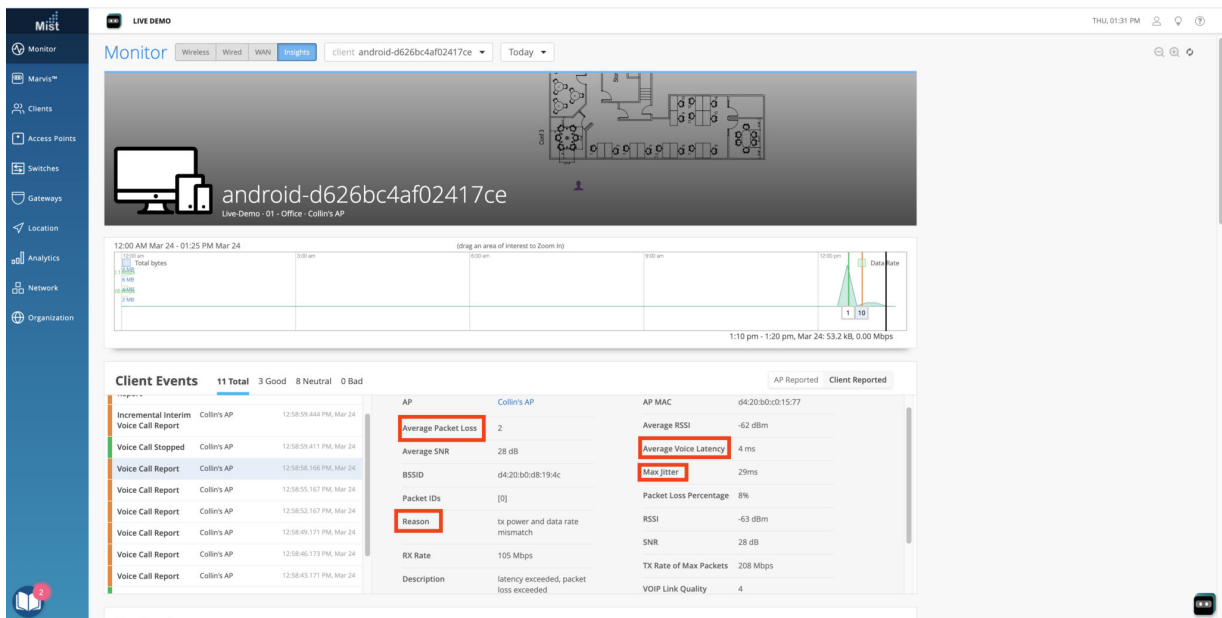 Mist
LIVE DEMO
THU, 01:31 PM
Monitor
Marvis™
Clients
Access Points
Switches
Gateways
Location
Analytics
Network
Organization
2
Monitor
Wireless
Wired
WAN
Insights
client android-d626bc4af02417ce
Today
Conf 3
android-d626bc4af02417ce
Live-Demo - 01 - Office - Collin's AP
12:00 AM Mar 24 - 01:25 PM Mar 24
(drag an area of interest to Zoom In)
12:00 am
3:00 am
6:00 am
9:00 am
12:00 pm
Total bytes
Data Rate
6 MB
2 MB
1
10
1:10 pm - 1:20 pm, Mar 24: 53.2 kB, 0.00 Mbps
Client Events
11 Total
3 Good
8 Neutral
0 Bad
AP Reported
Client Reported
Incremental Interim Collin's AP 12:58:59.444 PM, Mar 24
Voice Call Report
Voice Call Stopped Collin's AP 12:58:59.411 PM, Mar 24
Voice Call Report Collin's AP 12:58:58.166 PM, Mar 24
Voice Call Report Collin's AP 12:58:55.167 PM, Mar 24
Voice Call Report Collin's AP 12:58:52.167 PM, Mar 24
Voice Call Report Collin's AP 12:58:49.171 PM, Mar 24
Voice Call Report Collin's AP 12:58:46.173 PM, Mar 24
Voice Call Report Collin's AP 12:58:43.171 PM, Mar 24
AP Collin's AP
Average Packet Loss 2
Average SNR 28 dB
BSSID d4:20:b0:d8:19:4c
Packet IDs [0]
Reason tx power and data rate
mismatch
RX Rate 105 Mbps
Description latency exceeded, packet
loss exceeded
AP MAC d4:20:b0:c0:15:77
Average RSSI -62 dBm
Average Voice Latency 4 ms
Max Jitter 29ms
Packet Loss Percentage 8%
RSSI -63 dBm
SNR 28 dB
TX Rate of Max Packets 208 Mbps
VOIP Link Quality 4